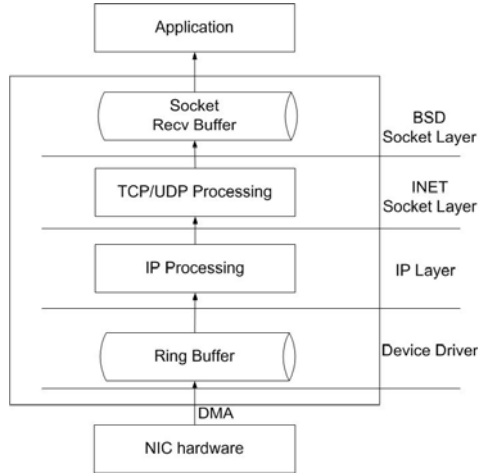 Application
Socket
Recv Buffer
BSD
Socket Layer
TCP/UDP Processing
INET
Socket Layer
IP Processing
IP Layer
Ring Buffer
Device Driver
DMA
NIC hardware